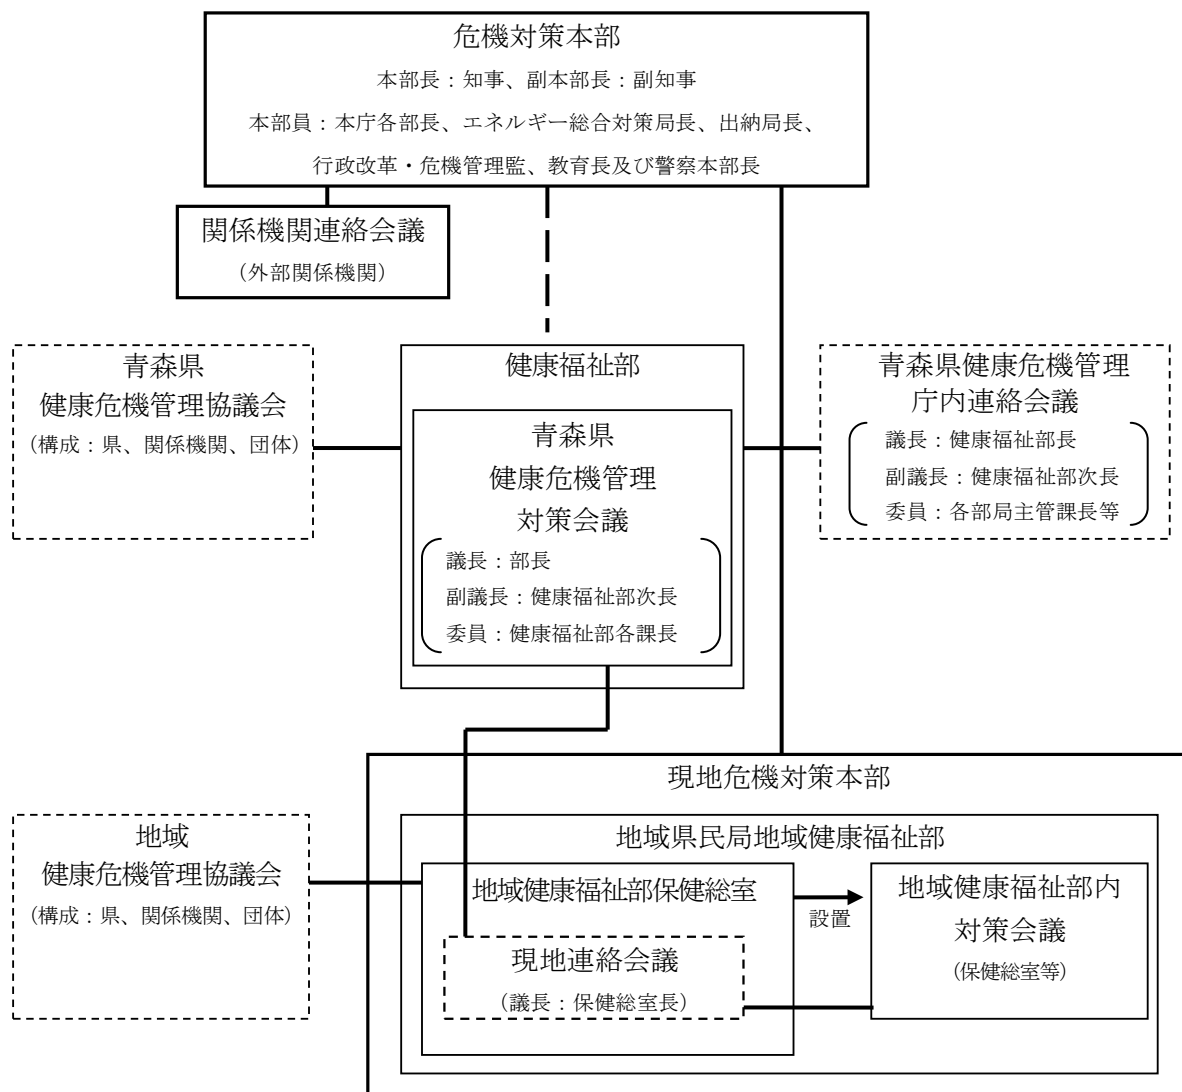 危機対策本部
本部長：知事、副本部長：副知事
本部員：本庁各部長、エネルギー総合対策局長、出納局長、
行政改革・危機管理監、教育長及び警察本部長
関係機関連絡会議
（外部関係機関）
青森県
健康危機管理協議会
（構成：県、関係機関、団体）
健康福祉部
青森県
健康危機管理
対策会議
議長：部長
副議長：健康福祉部次長
委員：健康福祉部各課長
青森県健康危機管理
庁内連絡会議
議長：健康福祉部長
副議長：健康福祉部次長
委員：各部局主管課長等
現地危機対策本部
地域
健康危機管理協議会
（構成：県、関係機関、団体）
地域県民局地域健康福祉部
地域健康福祉部保健総室
現地連絡会議
（議長：保健総室長）
設置
地域健康福祉部内
対策会議
（保健総室等）